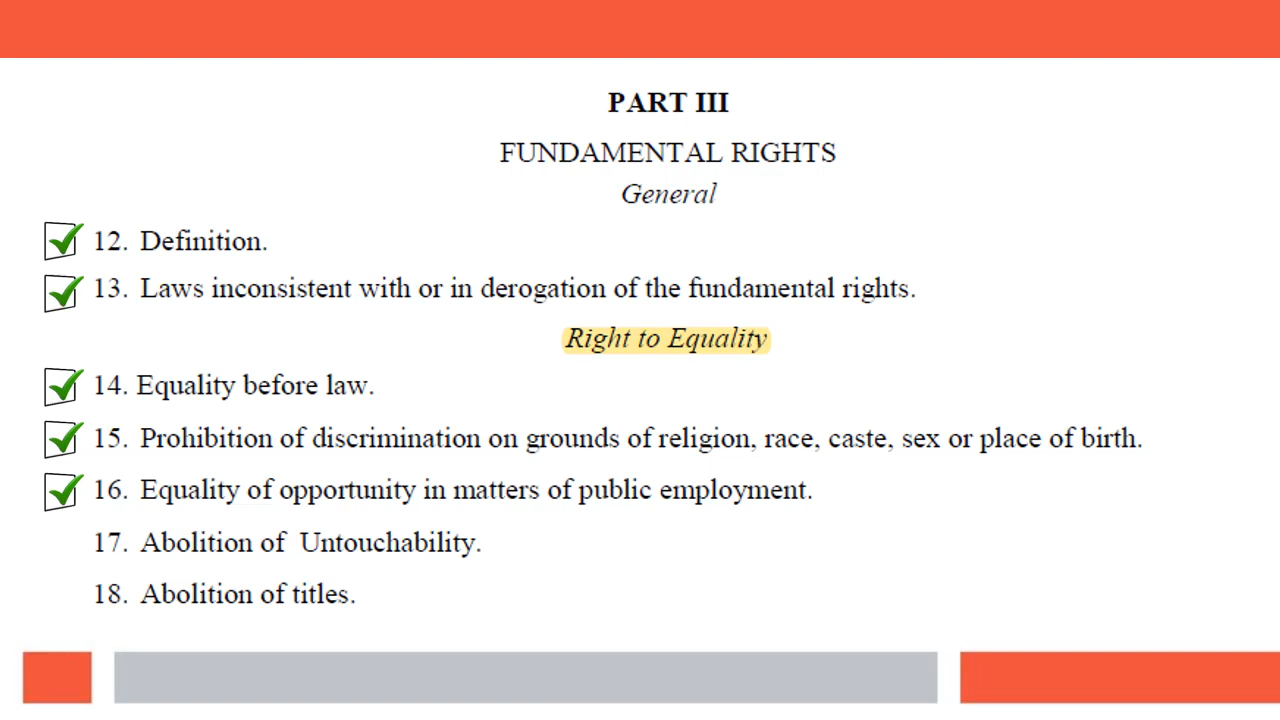 PART III
FUNDAMENTAL RIGHTS
General
12. Definition.
13. Laws inconsistent with or in derogation of the fundamental rights.
Right to Equality
14. Equality before law.
15. Prohibition of discrimination on grounds of religion, race, caste, sex or place of birth.
16. Equality of opportunity in matters of public employment.
17. Abolition of Untouchability.
18. Abolition of titles.